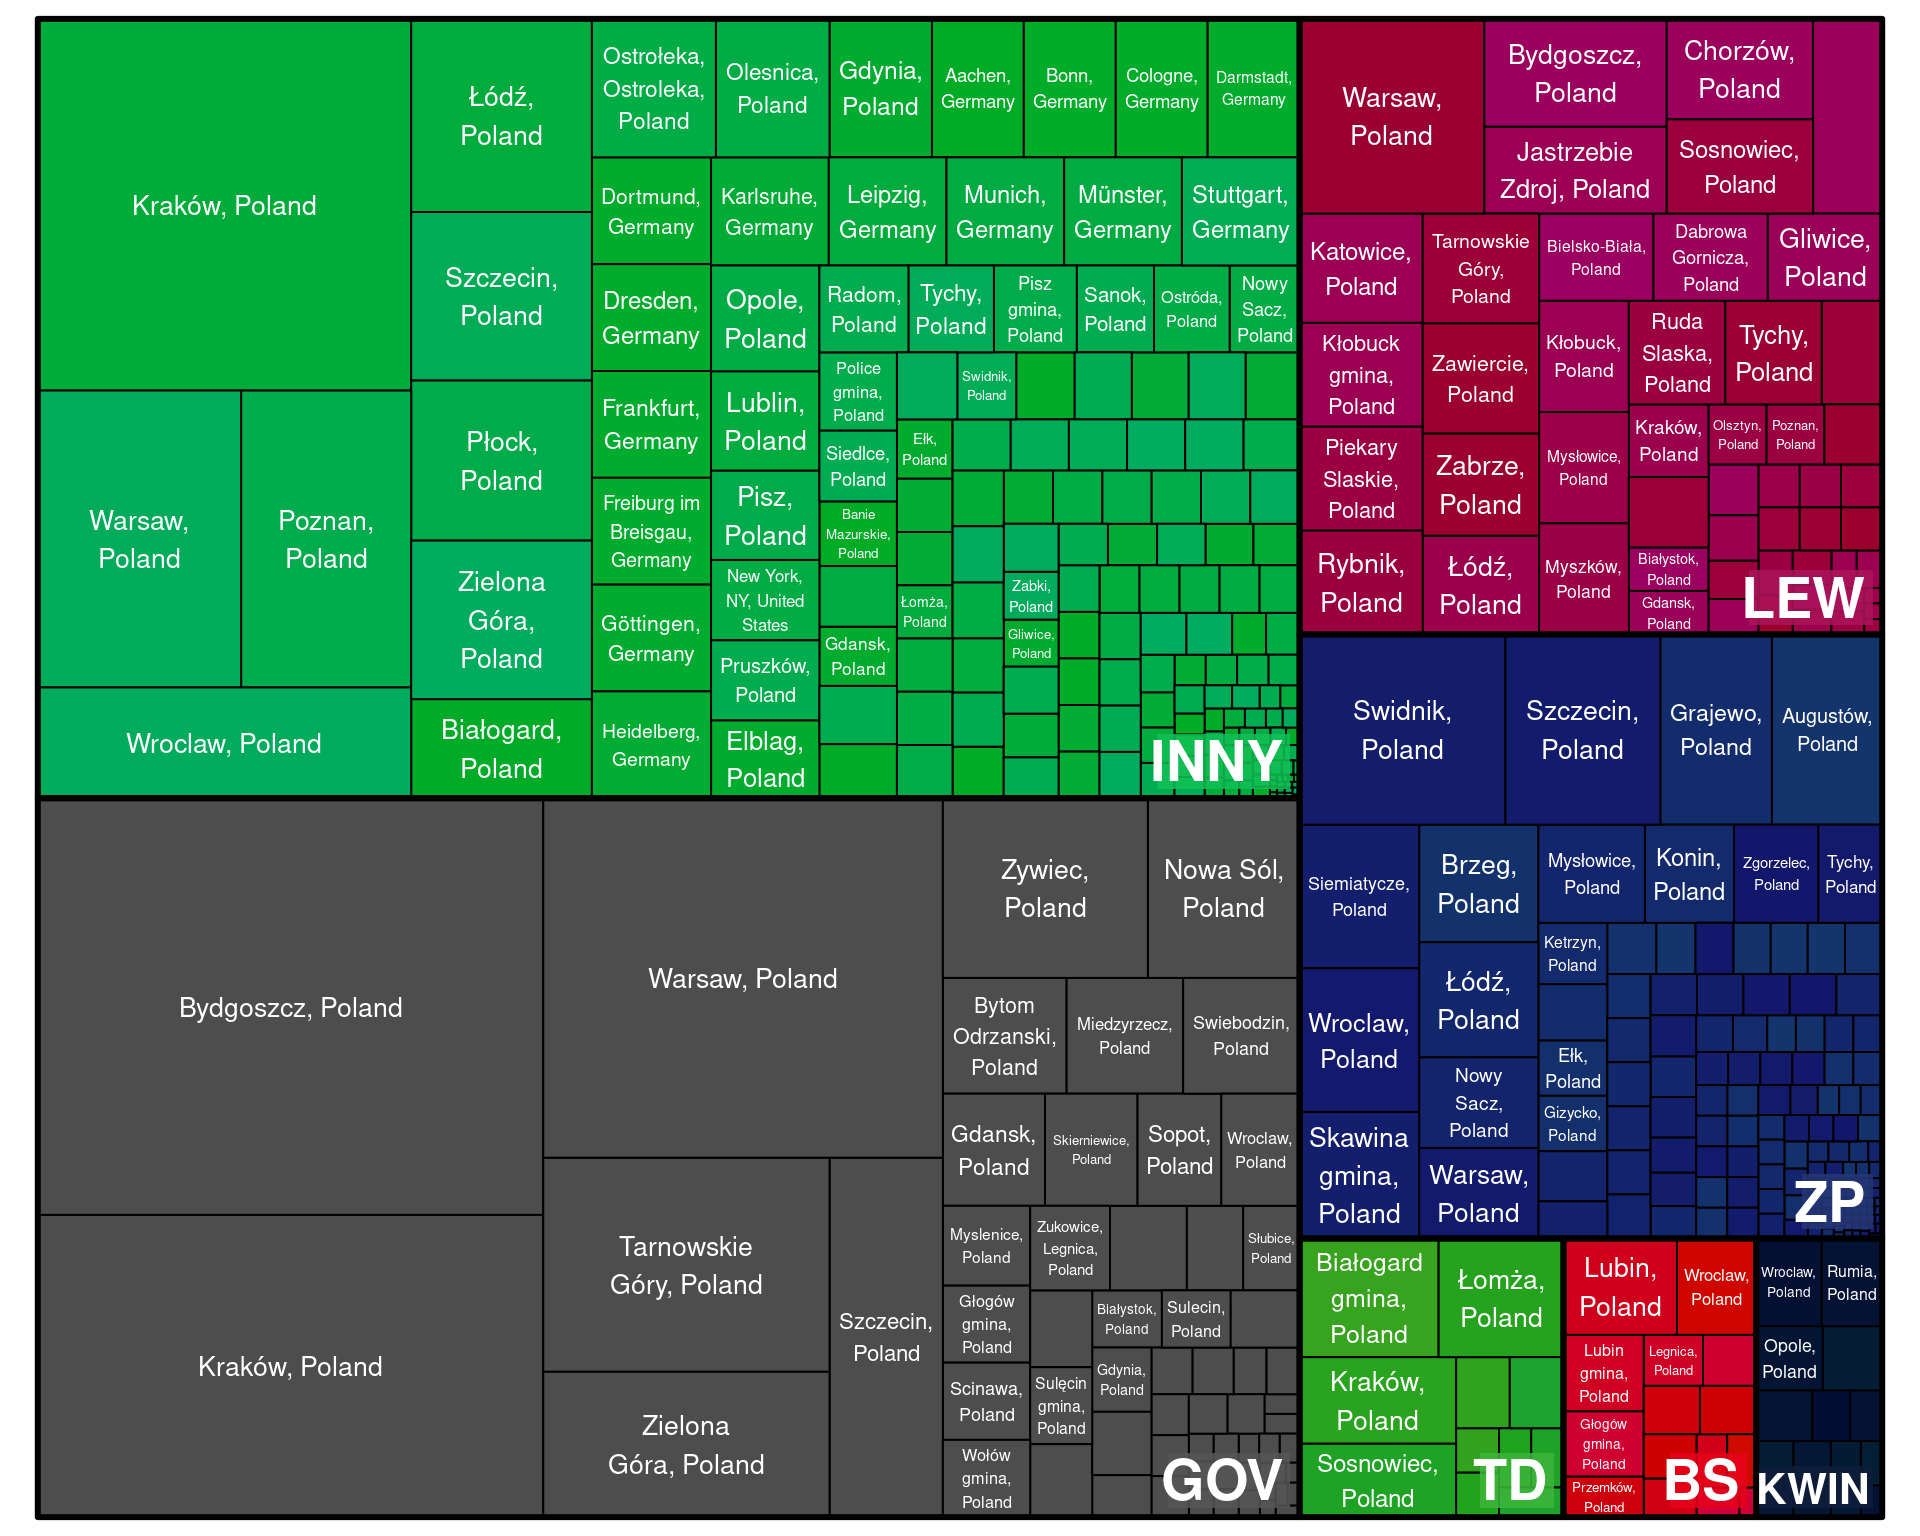 Kraków, Poland
Warsaw,
Poland
Poznan,
Poland
Wroclaw, Poland
Łódź,
Poland
Szczecin,
Poland
Płock,
Poland
Zielona
Góra,
Poland
Białogard,
Poland
Ostrołeka,
Ostroleka,
Poland
Olesnica,
Poland
Gdynia,
Poland
Aachen,
Germany
Bonn,
Germany
Cologne,
Germany
Darmstadt,
Germany
Dortmund,
Germany
Karlsruhe,
Germany
Leipzig,
Germany
Munich,
Germany
Münster,
Germany
Stuttgart,
Germany
Dresden,
Germany
Frankfurt,
Germany
Freiburg im
Breisgau,
Germany
Göttingen,
Germany
Heidelberg,
Germany
Opole,
Poland
Lublin,
Poland
Pisz,
Poland
New York,
NY, United
States
Pruszków,
Poland
Elblag,
Poland
Radom,
Poland
Tychy,
Poland
Pisz
gmina,
Poland
Sanok,
Poland
Ostróda,
Poland
Nowy
Sacz,
Poland
Police
gmina,
Poland
Siedlce,
Poland
Banie
Mazurskie,
Poland
Gdansk,
Poland
Swidnik,
Poland
Ełk,
Poland
Łomża,
Poland
Zabki,
Poland
Gliwice,
Poland
INNY
Warsaw,
Poland
Bydgoszcz,
Poland
Jastrzebie
Zdroj, Poland
Chorzów,
Poland
Sosnowiec,
Poland
Katowice,
Poland
Kłobuck
gmina,
Poland
Piekary
Slaskie,
Poland
Rybnik,
Poland
Tarnowskie
Góry,
Poland
Zawiercie,
Poland
Zabrze,
Poland
Łódź,
Poland
Bielsko-Biała,
Poland
Dabrowa
Gornicza,
Poland
Gliwice,
Poland
Kłobuck,
Poland
Mysłowice,
Poland
Myszków,
Poland
Ruda
Slaska,
Poland
Tychy,
Poland
Kraków,
Poland
Olsztyn,
Poland
Poznan,
Poland
Białystok,
Poland
Gdansk,
Poland
LEW
Bydgoszcz, Poland
Kraków, Poland
Warsaw, Poland
Tarnowskie
Góry, Poland
Zielona
Góra, Poland
Szczecin,
Poland
Zywiec,
Poland
Nowa Sól,
Poland
Bytom
Odrzanski,
Poland
Miedzyrzecz,
Poland
Swiebodzin,
Poland
Gdansk,
Poland
Skierniewice,
Poland
Sopot,
Poland
Wroclaw,
Poland
Myslenice,
Poland
Głogów
gmina,
Poland
Scinawa,
Poland
Wołów
gmina,
Poland
Zukowice,
Legnica,
Poland
Słubice,
Poland
Białystok,
Poland
Sulecin,
Poland
Sulęcin
gmina,
Poland
Gdynia,
Poland
GOV
Swidnik,
Poland
Szczecin,
Poland
Grajewo,
Poland
Augustów,
Poland
Siemiatycze,
Poland
Wroclaw,
Poland
Skawina
gmina,
Poland
Brzeg,
Poland
Łódź,
Poland
Nowy
Sacz,
Poland
Warsaw,
Poland
Mysłowice,
Poland
Konin,
Poland
Zgorzelec,
Poland
Tychy,
Poland
Ketrzyn,
Poland
Ełk,
Poland
Gizycko,
Poland
ZP
Białogard
gmina,
Poland
Łomża,
Poland
Kraków,
Poland
Sosnowiec,
Poland
TD
Lubin,
Poland
Wroclaw,
Poland
Lubin
gmina,
Poland
Legnica,
Poland
Głogów
gmina,
Poland
Przemków,
Poland
BS
Wroclaw,
Poland
Rumia,
Poland
Opole,
Poland
KWIN